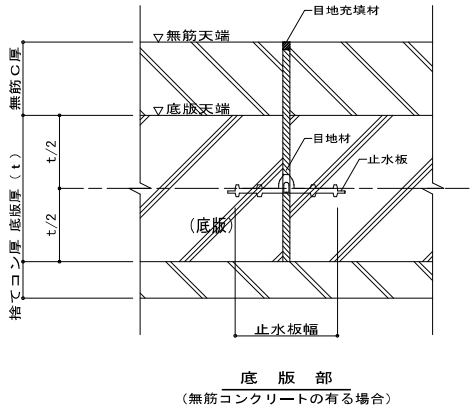 目地充填材
▽無筋天端
無筋C厚
▽底版天端
目地材
止水板
t/2
底版厚(t)
t/2
(底版)
捨てコン厚
止水板幅
底版部
(無筋コンクリートの有る場合)